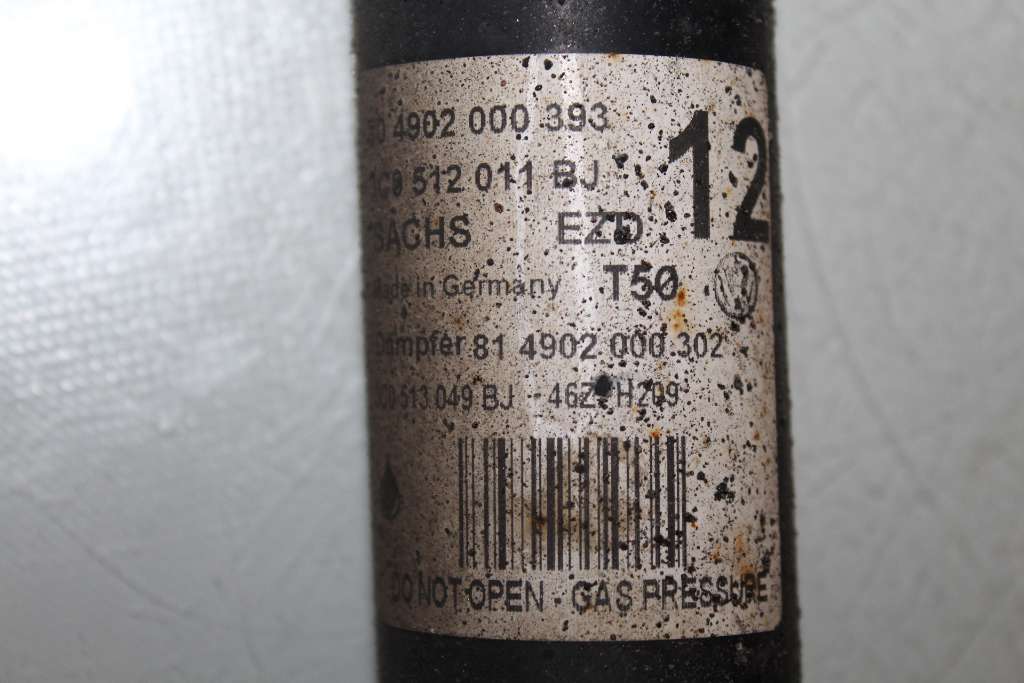 4902 000 393
512 011 BJ
12
SACHS EZD
Made in Germany T50
Dämpfer 81 4902 000 302
513 049 BJ
DO NOT OPEN - GAS PRESSURE